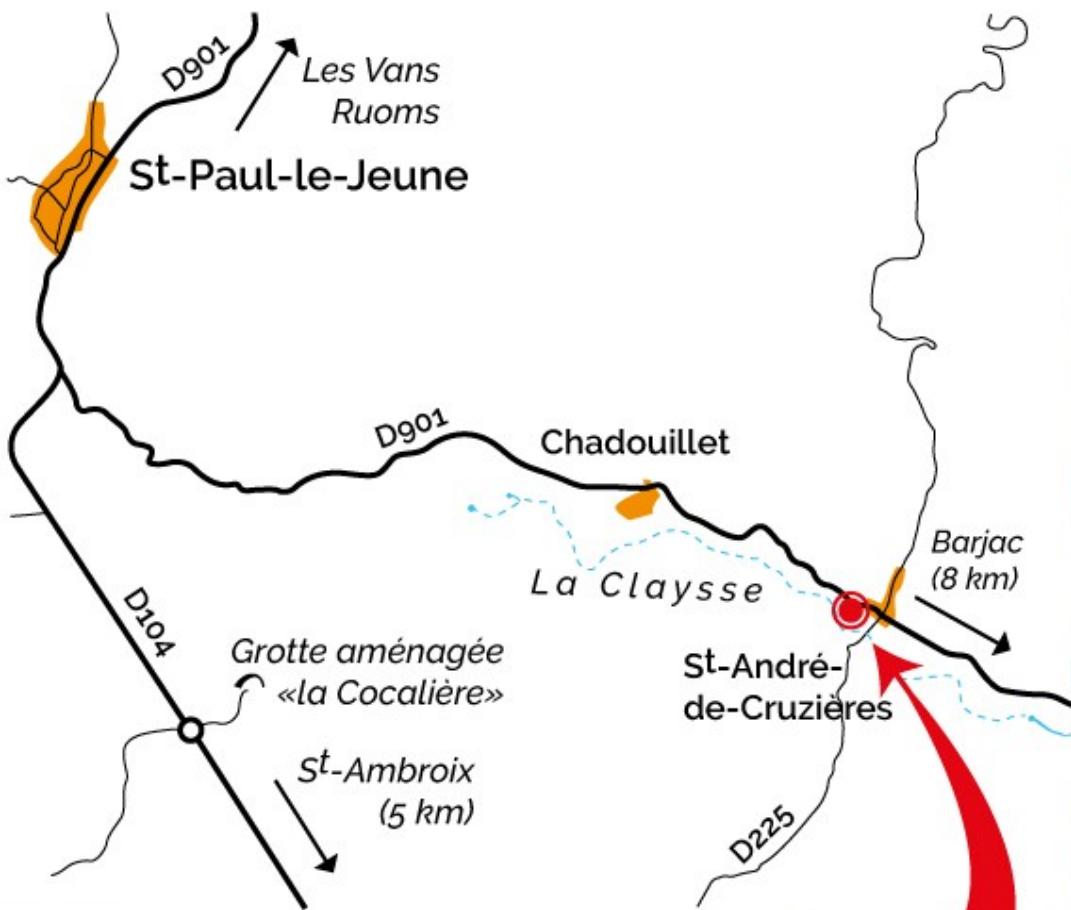 D901
Les Vans
Ruoms
St-Paul-le-Jeune
D901
Chadouillet
Barjac
(8 km)
La Claysse
D104
Grotte aménagée
«la Cocalière»
St-André-
de-Cruzières
St-Ambroix
(5 km)
D225